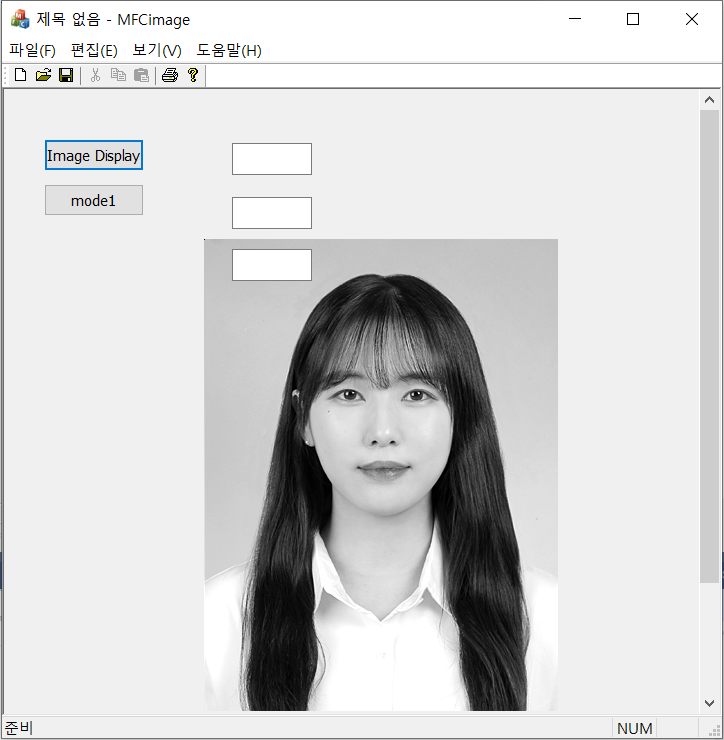 제목 없음 - MFCimage
파일(F) 편집(E) 보기(V) 도움말(H)
Image Display
mode1
준비
NUM